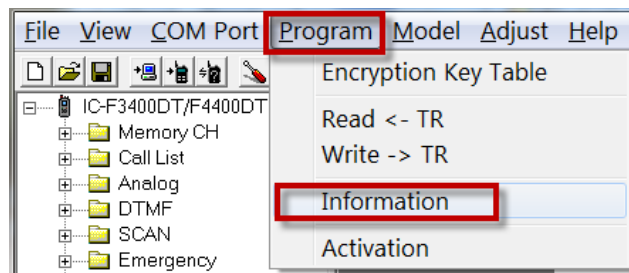 File View COM Port Program Model Adjust Help
IC-F3400DT/F4400DT
Memory CH
Call List
Analog
DTMF
SCAN
Emergency
Encryption Key Table
Read <- TR
Write -> TR
Information
Activation